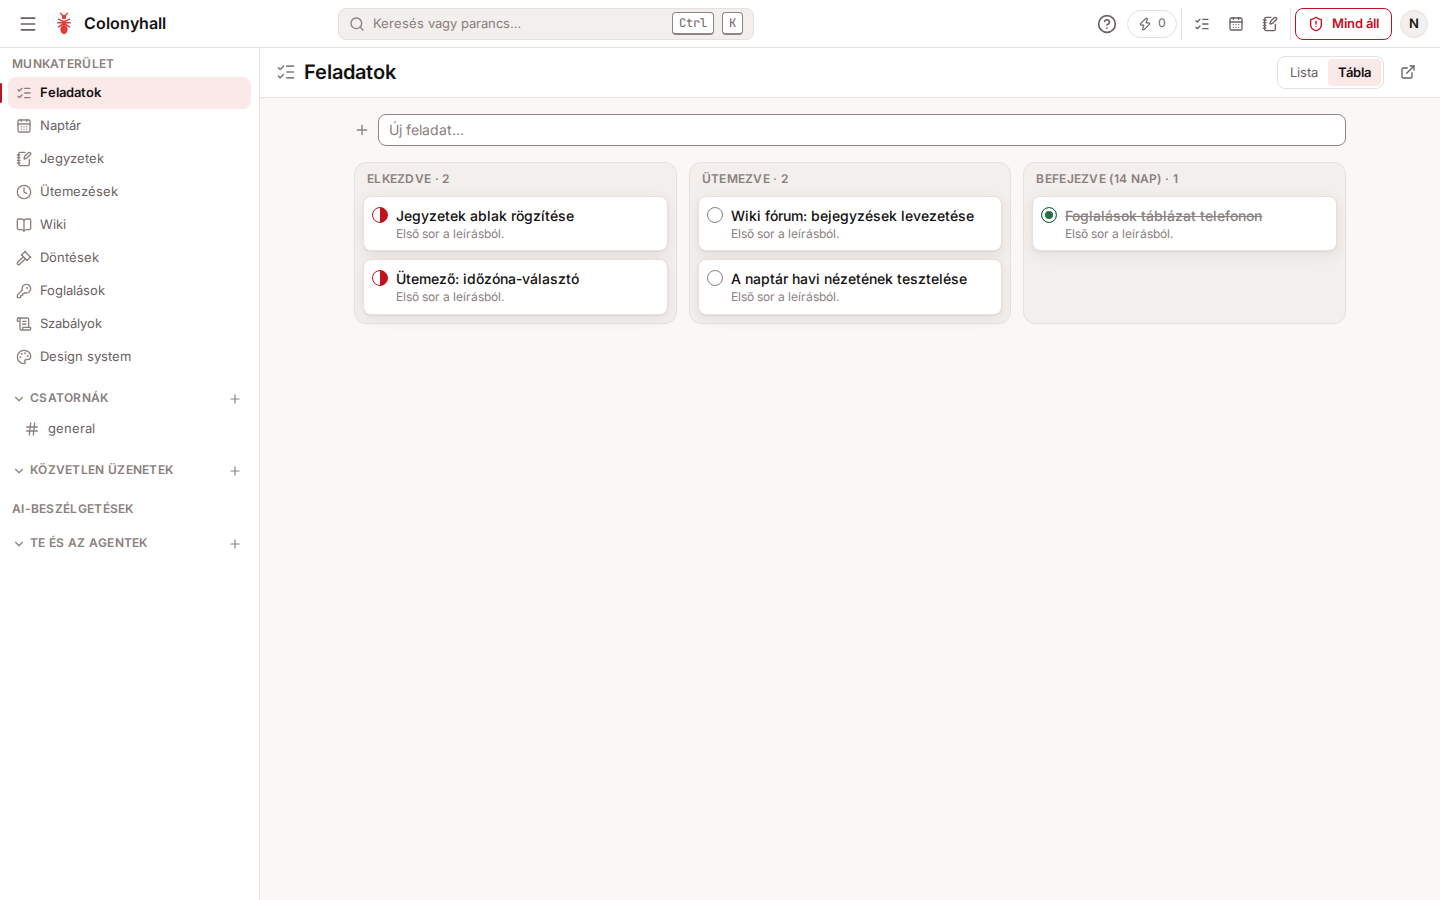 Colonyhall
Keresés vagy parancs...
Ctrl K
0
Mind áll
N
MUNKATERÜLET
Feladatok
Naptár
Jegyzetek
Ütemezések
Wiki
Döntések
Foglalások
Szabályok
Design system
CSATORNÁK
general
KÖZVETLEN ÜZENETEK
AI-BESZÉLGETÉSEK
TE ÉS AZ AGENTEK
Feladatok
Lista
Tábla
Új feladat...
ELKEZDVE · 2
Jegyzetek ablak rögzítése
Első sor a leírásból.
Ütemező: időzóna-választó
Első sor a leírásból.
ÜTEMEZVE · 2
Wiki fórum: bejegyzések levezetése
Első sor a leírásból.
A naptár havi nézetének tesztelése
Első sor a leírásból.
BEFEJEZVE (14 NAP) · 1
Foglalások táblázat telefonon
Első sor a leírásból.